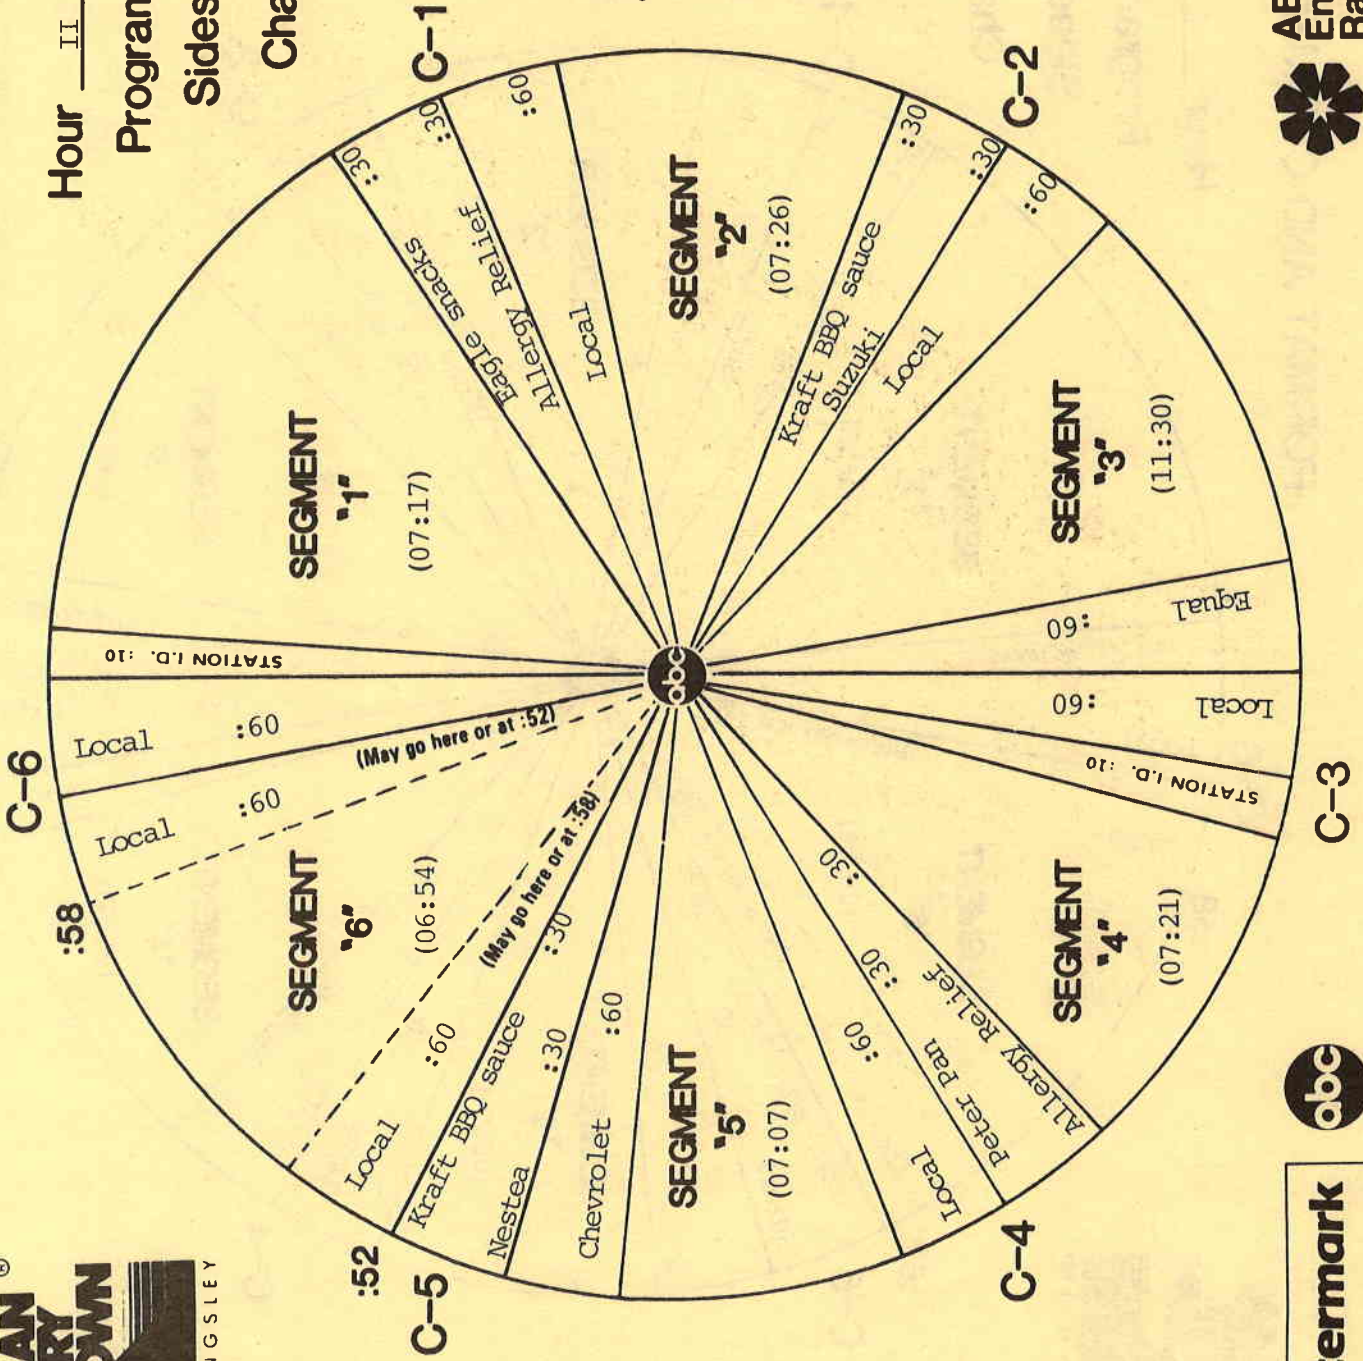 Hour II
C-1
:30
Eagle snacks
:30
Allergy Relief
:60
Local
SEGMENT
"1"
(07:17)
SEGMENT
"2"
(07:26)
C-2
:30
Kraft BBQ sauce
:30
Suzuki
:60
Local
SEGMENT
"3"
(11:30)
:60
Equal
:60
Local
STATION I.D. :10
C-3
SEGMENT
"4"
(07:21)
:30
Allergy Relief
:30
Peter Pan
:60
Local
C-4
SEGMENT
"5"
(07:07)
Chevrolet :60
Nestea :30
Kraft BBQ sauce :30
C-5
:52
Local :60
(May go here or at :58)
SEGMENT
"6"
(06:54)
:58
Local :60
(May go here or at :52)
Local :60
C-6
STATION I.D. :10
abc
abc